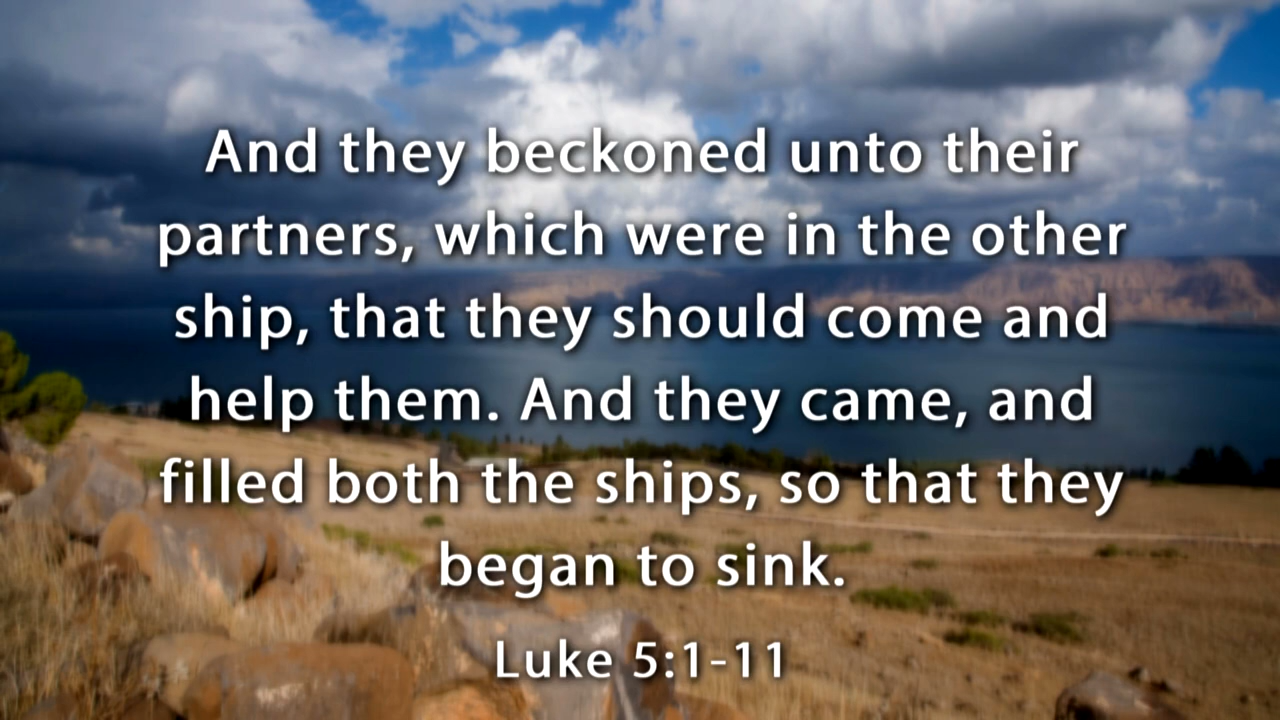 And they beckoned unto their
partners, which were in the other
ship, that they should come and
help them. And they came, and
filled both the ships, so that they
began to sink.
Luke 5:1-11